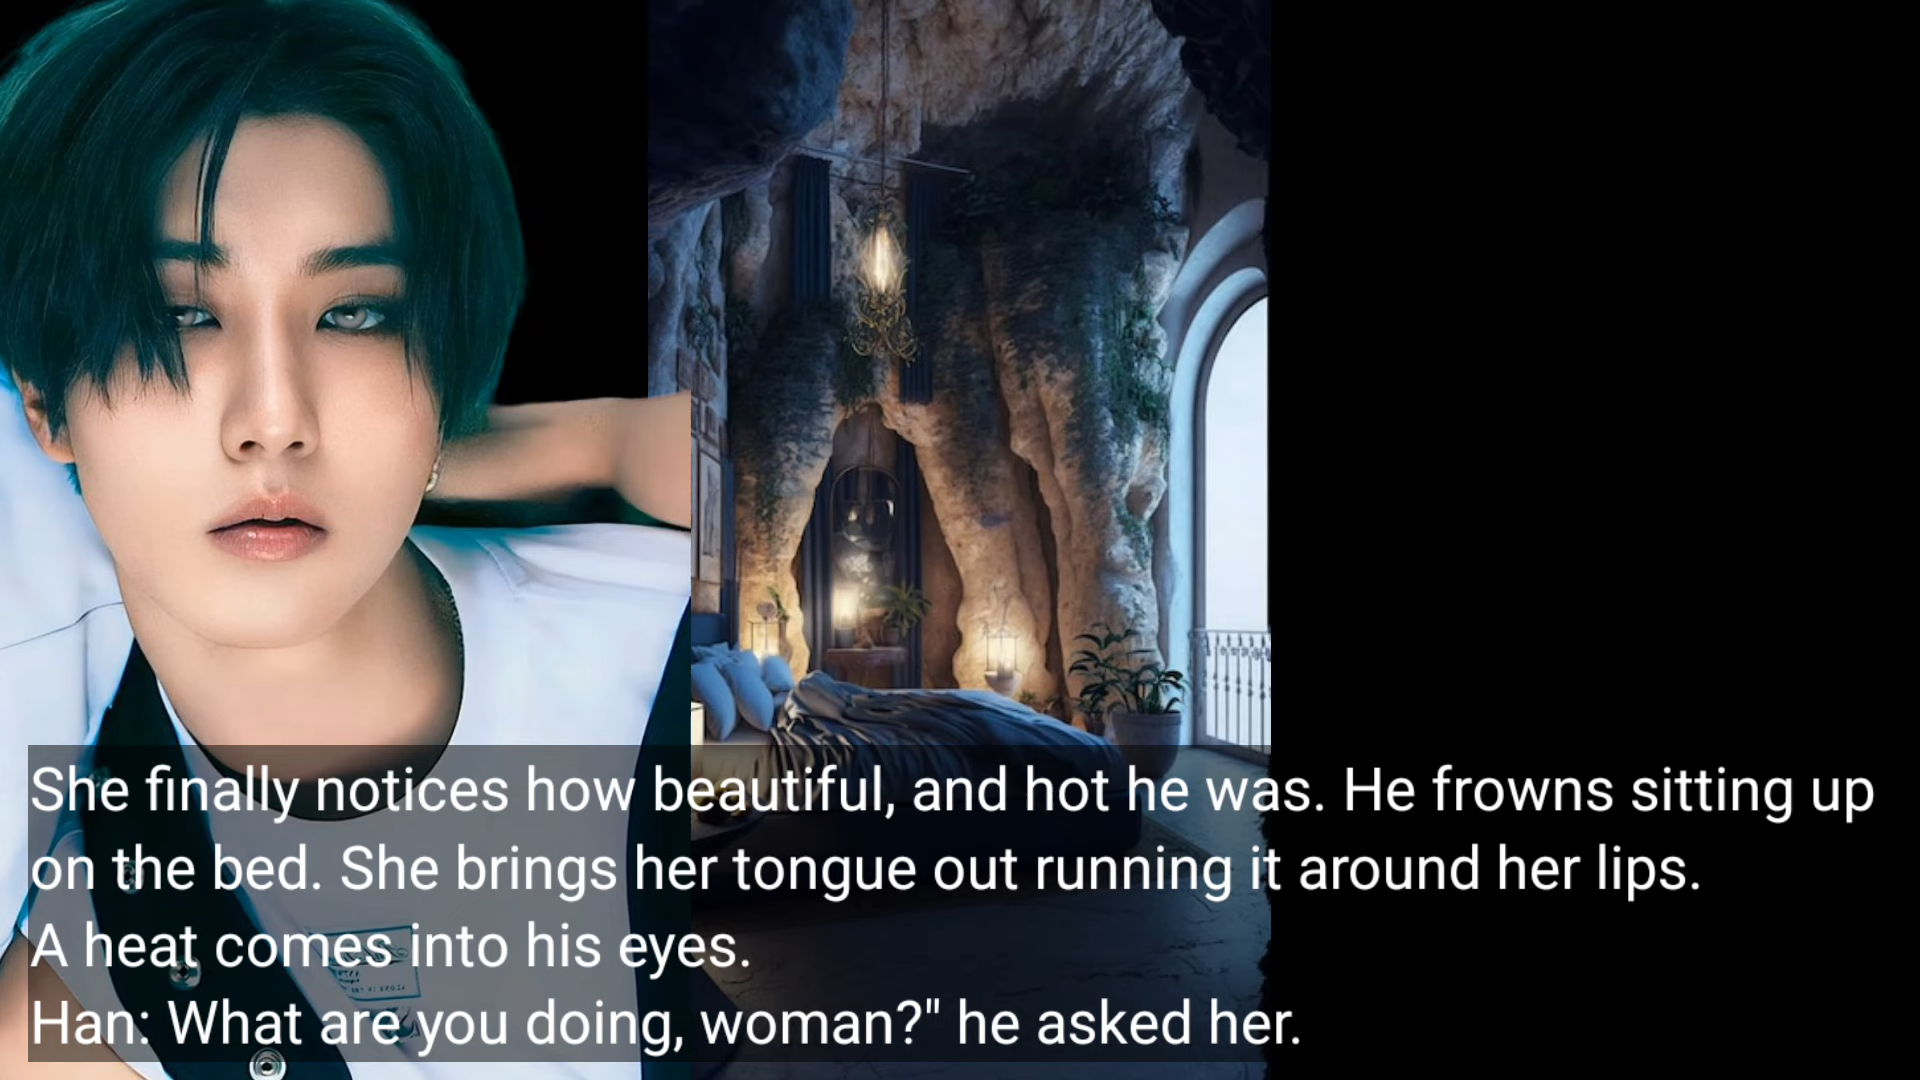 She finally notices how beautiful, and hot he was. He frowns sitting up
on the bed. She brings her tongue out running it around her lips.
A heat comes into his eyes.
Han: What are you doing, woman?" he asked her.